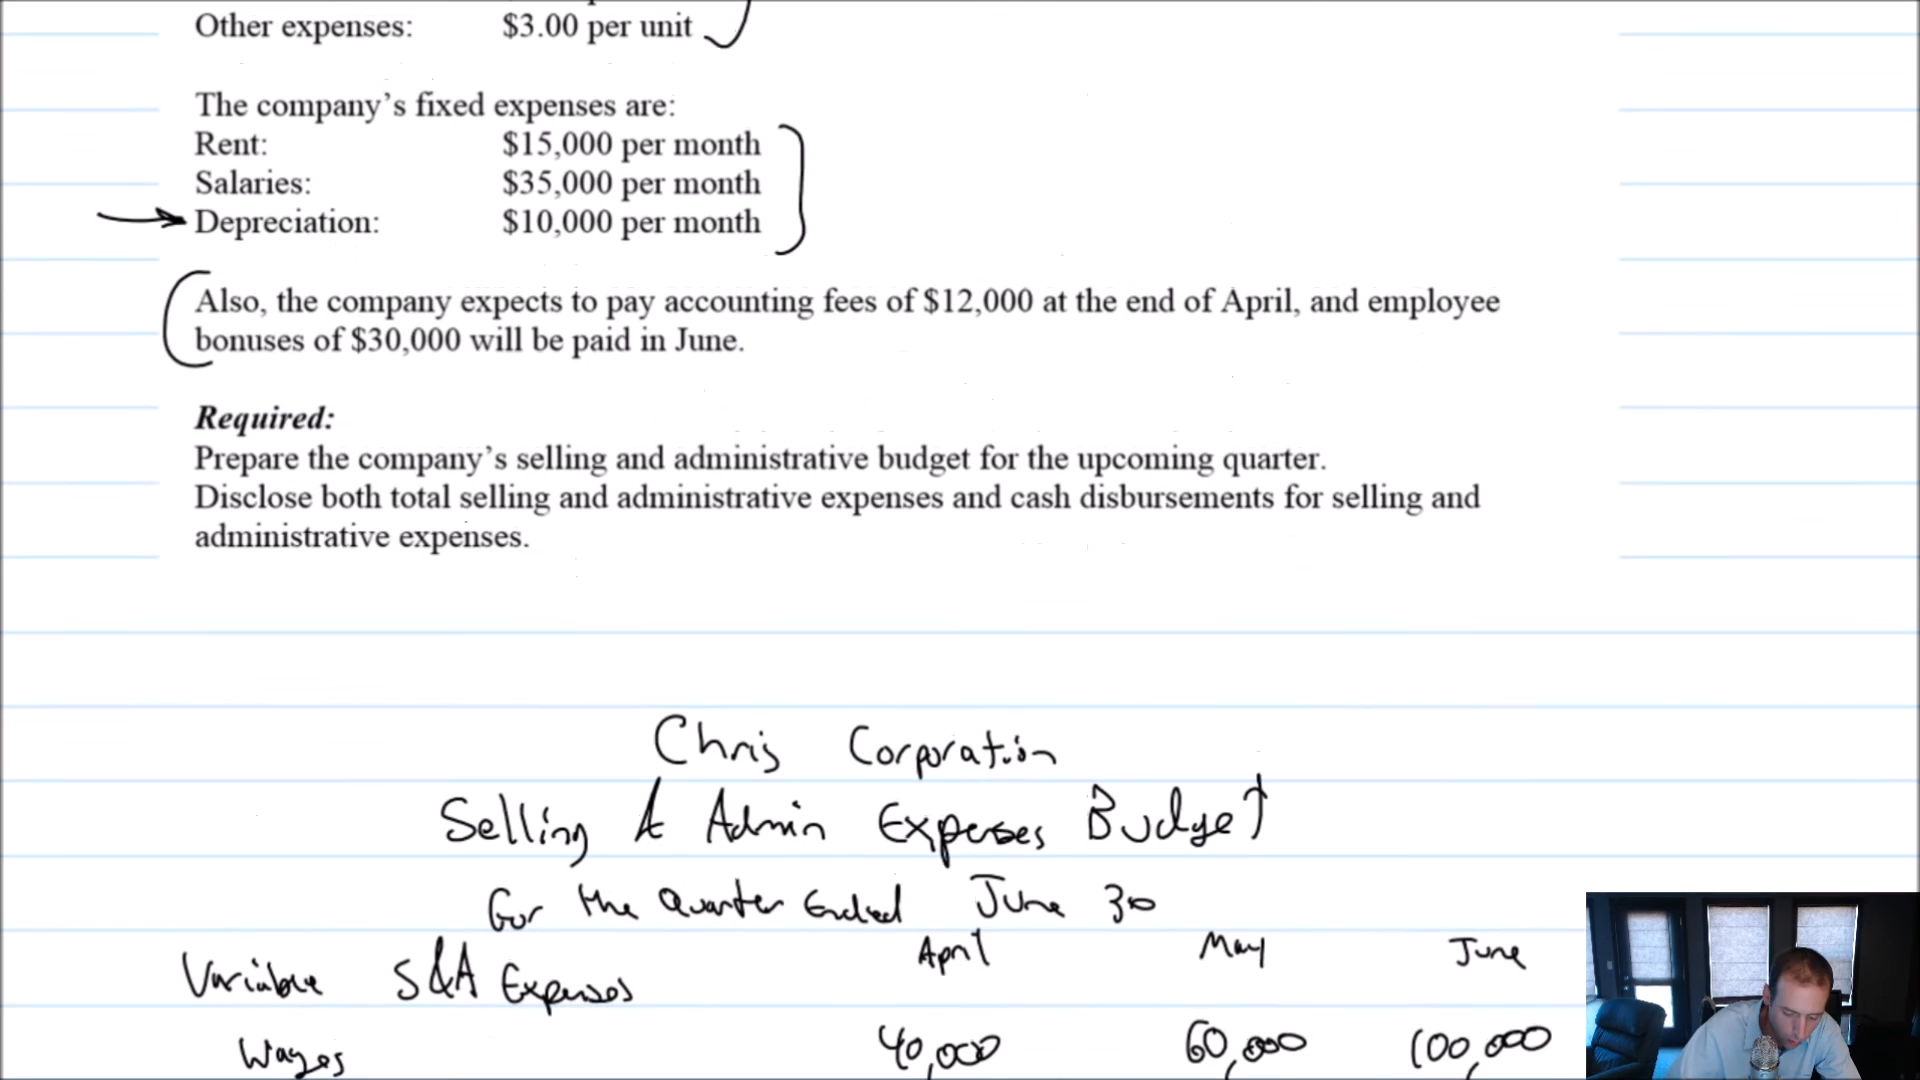 Other expenses: $3.00 per unit
The company’s fixed expenses are:
Rent: $15,000 per month
Salaries: $35,000 per month
Depreciation: $10,000 per month
Also, the company expects to pay accounting fees of $12,000 at the end of April, and employee
bonuses of $30,000 will be paid in June.
Required:
Prepare the company’s selling and administrative budget for the upcoming quarter.
Disclose both total selling and administrative expenses and cash disbursements for selling and
administrative expenses.
Chris Corporation
Selling & Admin Expenses Budget
For the Quarter Ended June 30
April May June
Variable S&A Expenses
Wages 40,000 60,000 100,000